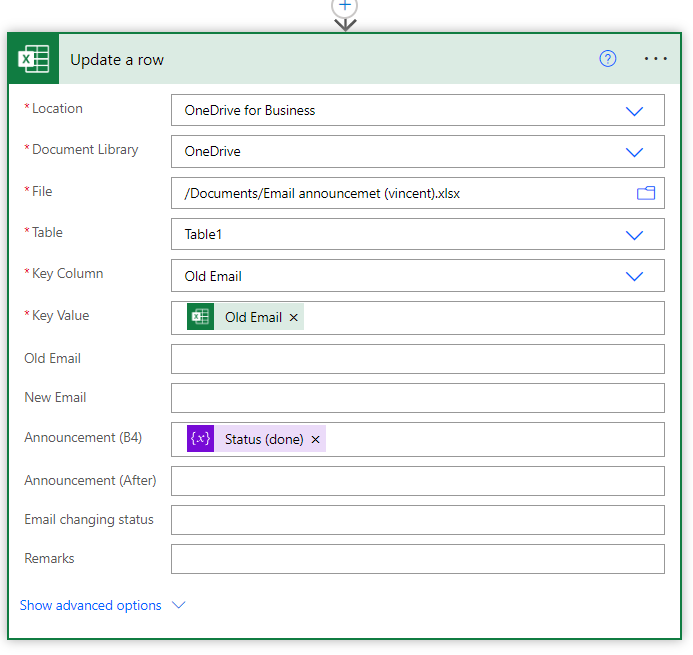 Update a row
* Location
OneDrive for Business
* Document Library
OneDrive
* File
/Documents/Email announcemet (vincent).xlsx
* Table
Table1
* Key Column
Old Email
* Key Value
Old Email ×
Old Email
New Email
Announcement (B4)
{x} Status (done) ×
Announcement (After)
Email changing status
Remarks
Show advanced options